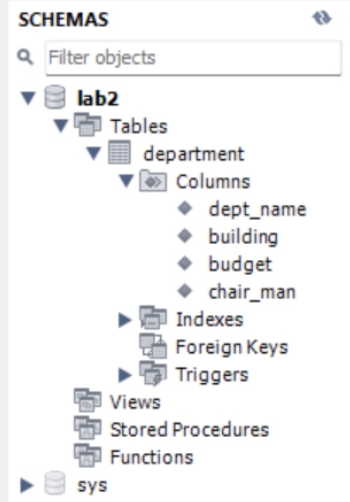 SCHEMAS
Filter objects
lab2
Tables
department
Columns
dept_name
building
budget
chair_man
Indexes
Foreign Keys
Triggers
Views
Stored Procedures
Functions
sys